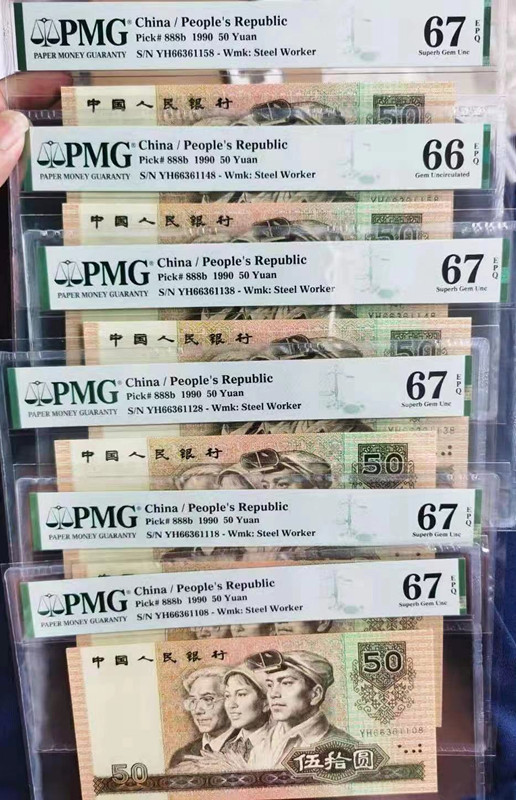 PMG
PAPER MONEY GUARANTY
China / People's Republic
Pick# 888b 1990 50 Yuan
S/N YH66361158 - Wmk: Steel Worker
67 EPQ
Superb Gem Unc
中国人民银行
50
PMG
PAPER MONEY GUARANTY
China / People's Republic
Pick# 888b 1990 50 Yuan
S/N YH66361148 - Wmk: Steel Worker
66 EPQ
Gem Uncirculated
YH66361158
中国人民银行
50
PMG
PAPER MONEY GUARANTY
China / People's Republic
Pick# 888b 1990 50 Yuan
S/N YH66361138 - Wmk: Steel Worker
67 EPQ
Superb Gem Unc
YH66361148
中国人民银行
50
PMG
PAPER MONEY GUARANTY
China / People's Republic
Pick# 888b 1990 50 Yuan
S/N YH66361128 - Wmk: Steel Worker
67 EPQ
Superb Gem Unc
中国人民银行
50
PMG
PAPER MONEY GUARANTY
China / People's Republic
Pick# 888b 1990 50 Yuan
S/N YH66361118 - Wmk: Steel Worker
67 EPQ
Superb Gem Unc
PMG
PAPER MONEY GUARANTY
China / People's Republic
Pick# 888b 1990 50 Yuan
S/N YH66361108 - Wmk: Steel Worker
67 EPQ
Superb Gem Unc
中国人民银行
50
YH66361108
50
伍拾圆